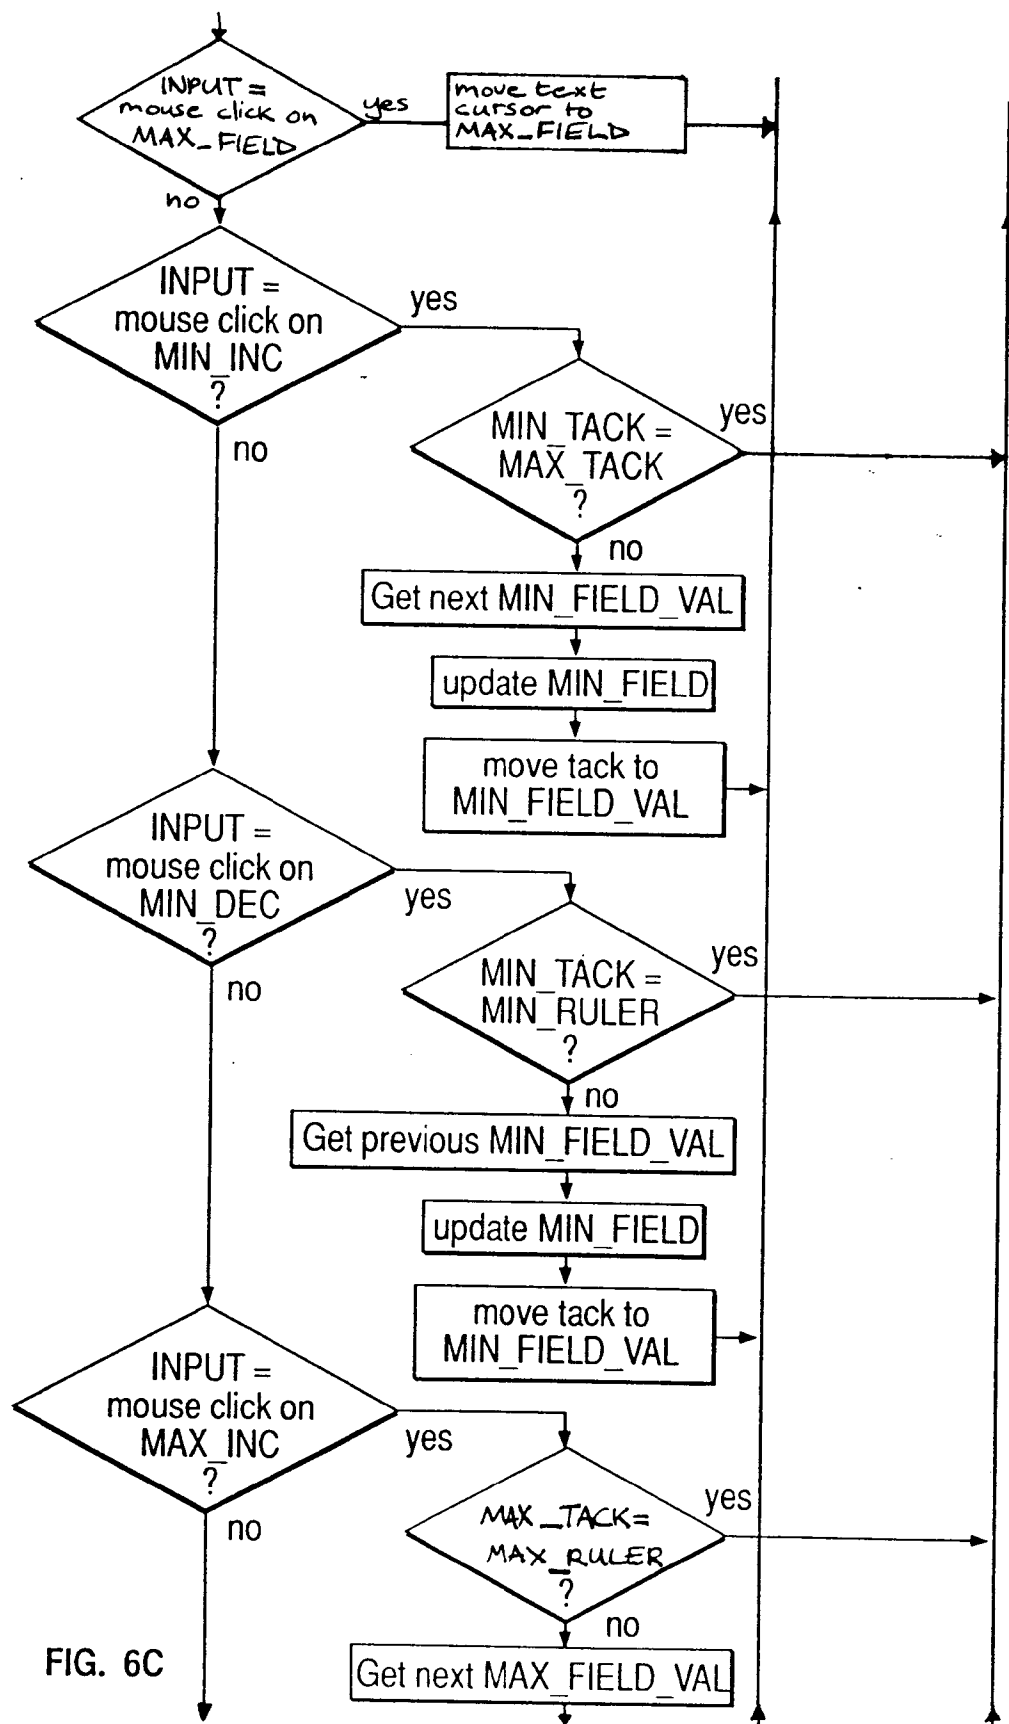 INPUT =
mouse click on
MAX_FIELD
yes
move text
cursor to
MAX_FIELD
no
INPUT =
mouse click on
MIN_INC
?
yes
no
MIN_TACK =
MAX_TACK
?
yes
no
Get next MIN_FIELD_VAL
update MIN_FIELD
move tack to
MIN_FIELD_VAL
INPUT =
mouse click on
MIN_DEC
?
yes
no
MIN_TACK =
MIN_RULER
?
yes
no
Get previous MIN_FIELD_VAL
update MIN_FIELD
move tack to
MIN_FIELD_VAL
INPUT =
mouse click on
MAX_INC
?
yes
no
MAX_TACK=
MAX_RULER
?
yes
no
Get next MAX_FIELD_VAL
FIG. 6C